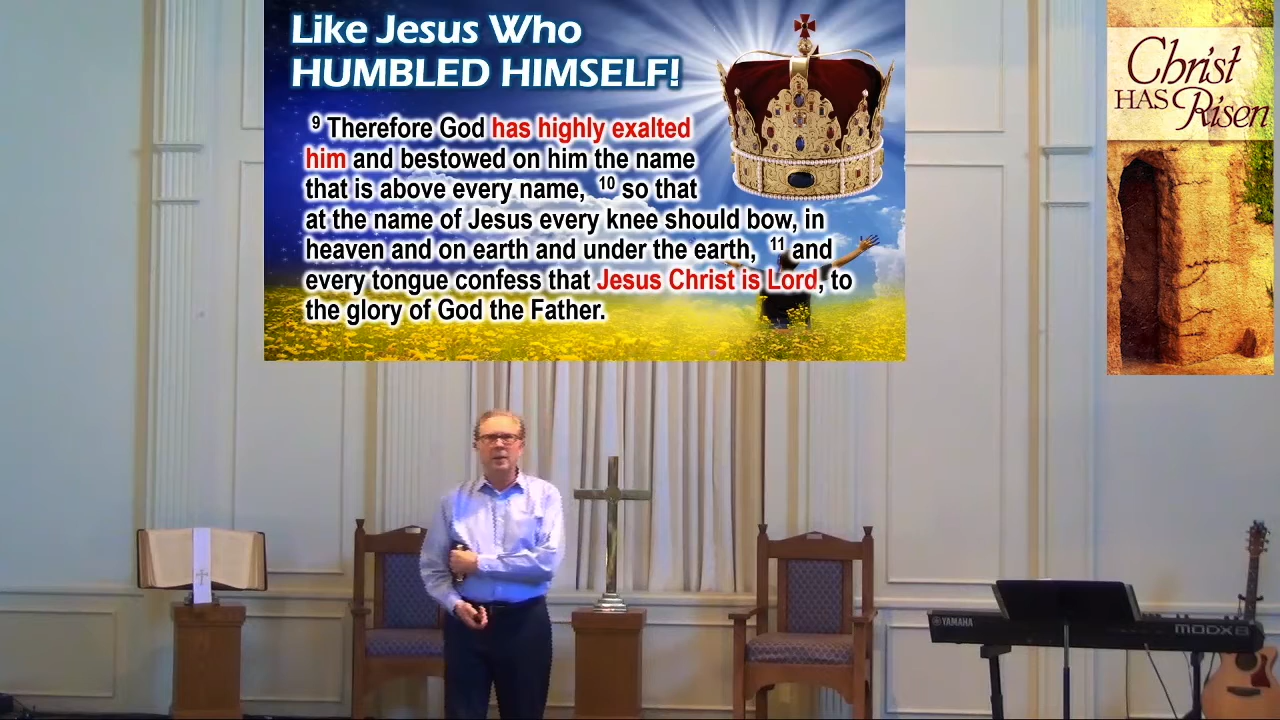 Like Jesus Who
HUMBLED HIMSELF!
9 Therefore God has highly exalted
him and bestowed on him the name
that is above every name, 10 so that
at the name of Jesus every knee should bow, in
heaven and on earth and under the earth, 11 and
every tongue confess that Jesus Christ is Lord, to
the glory of God the Father.
Christ
HAS Risen
YAMAHA
MODX8